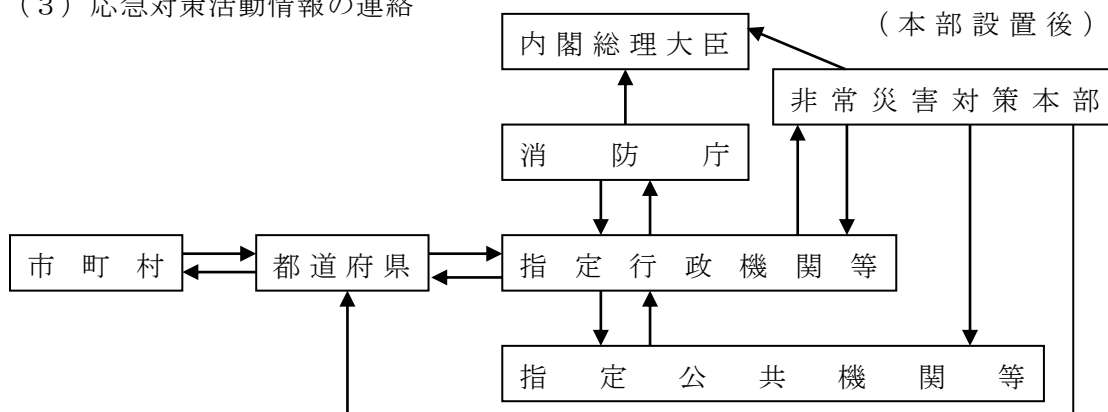 （３）応急対策活動情報の連絡
（本部設置後）
内閣総理大臣
非常災害対策本部
消防庁
市町村
都道府県
指定行政機関等
指定公共機関等